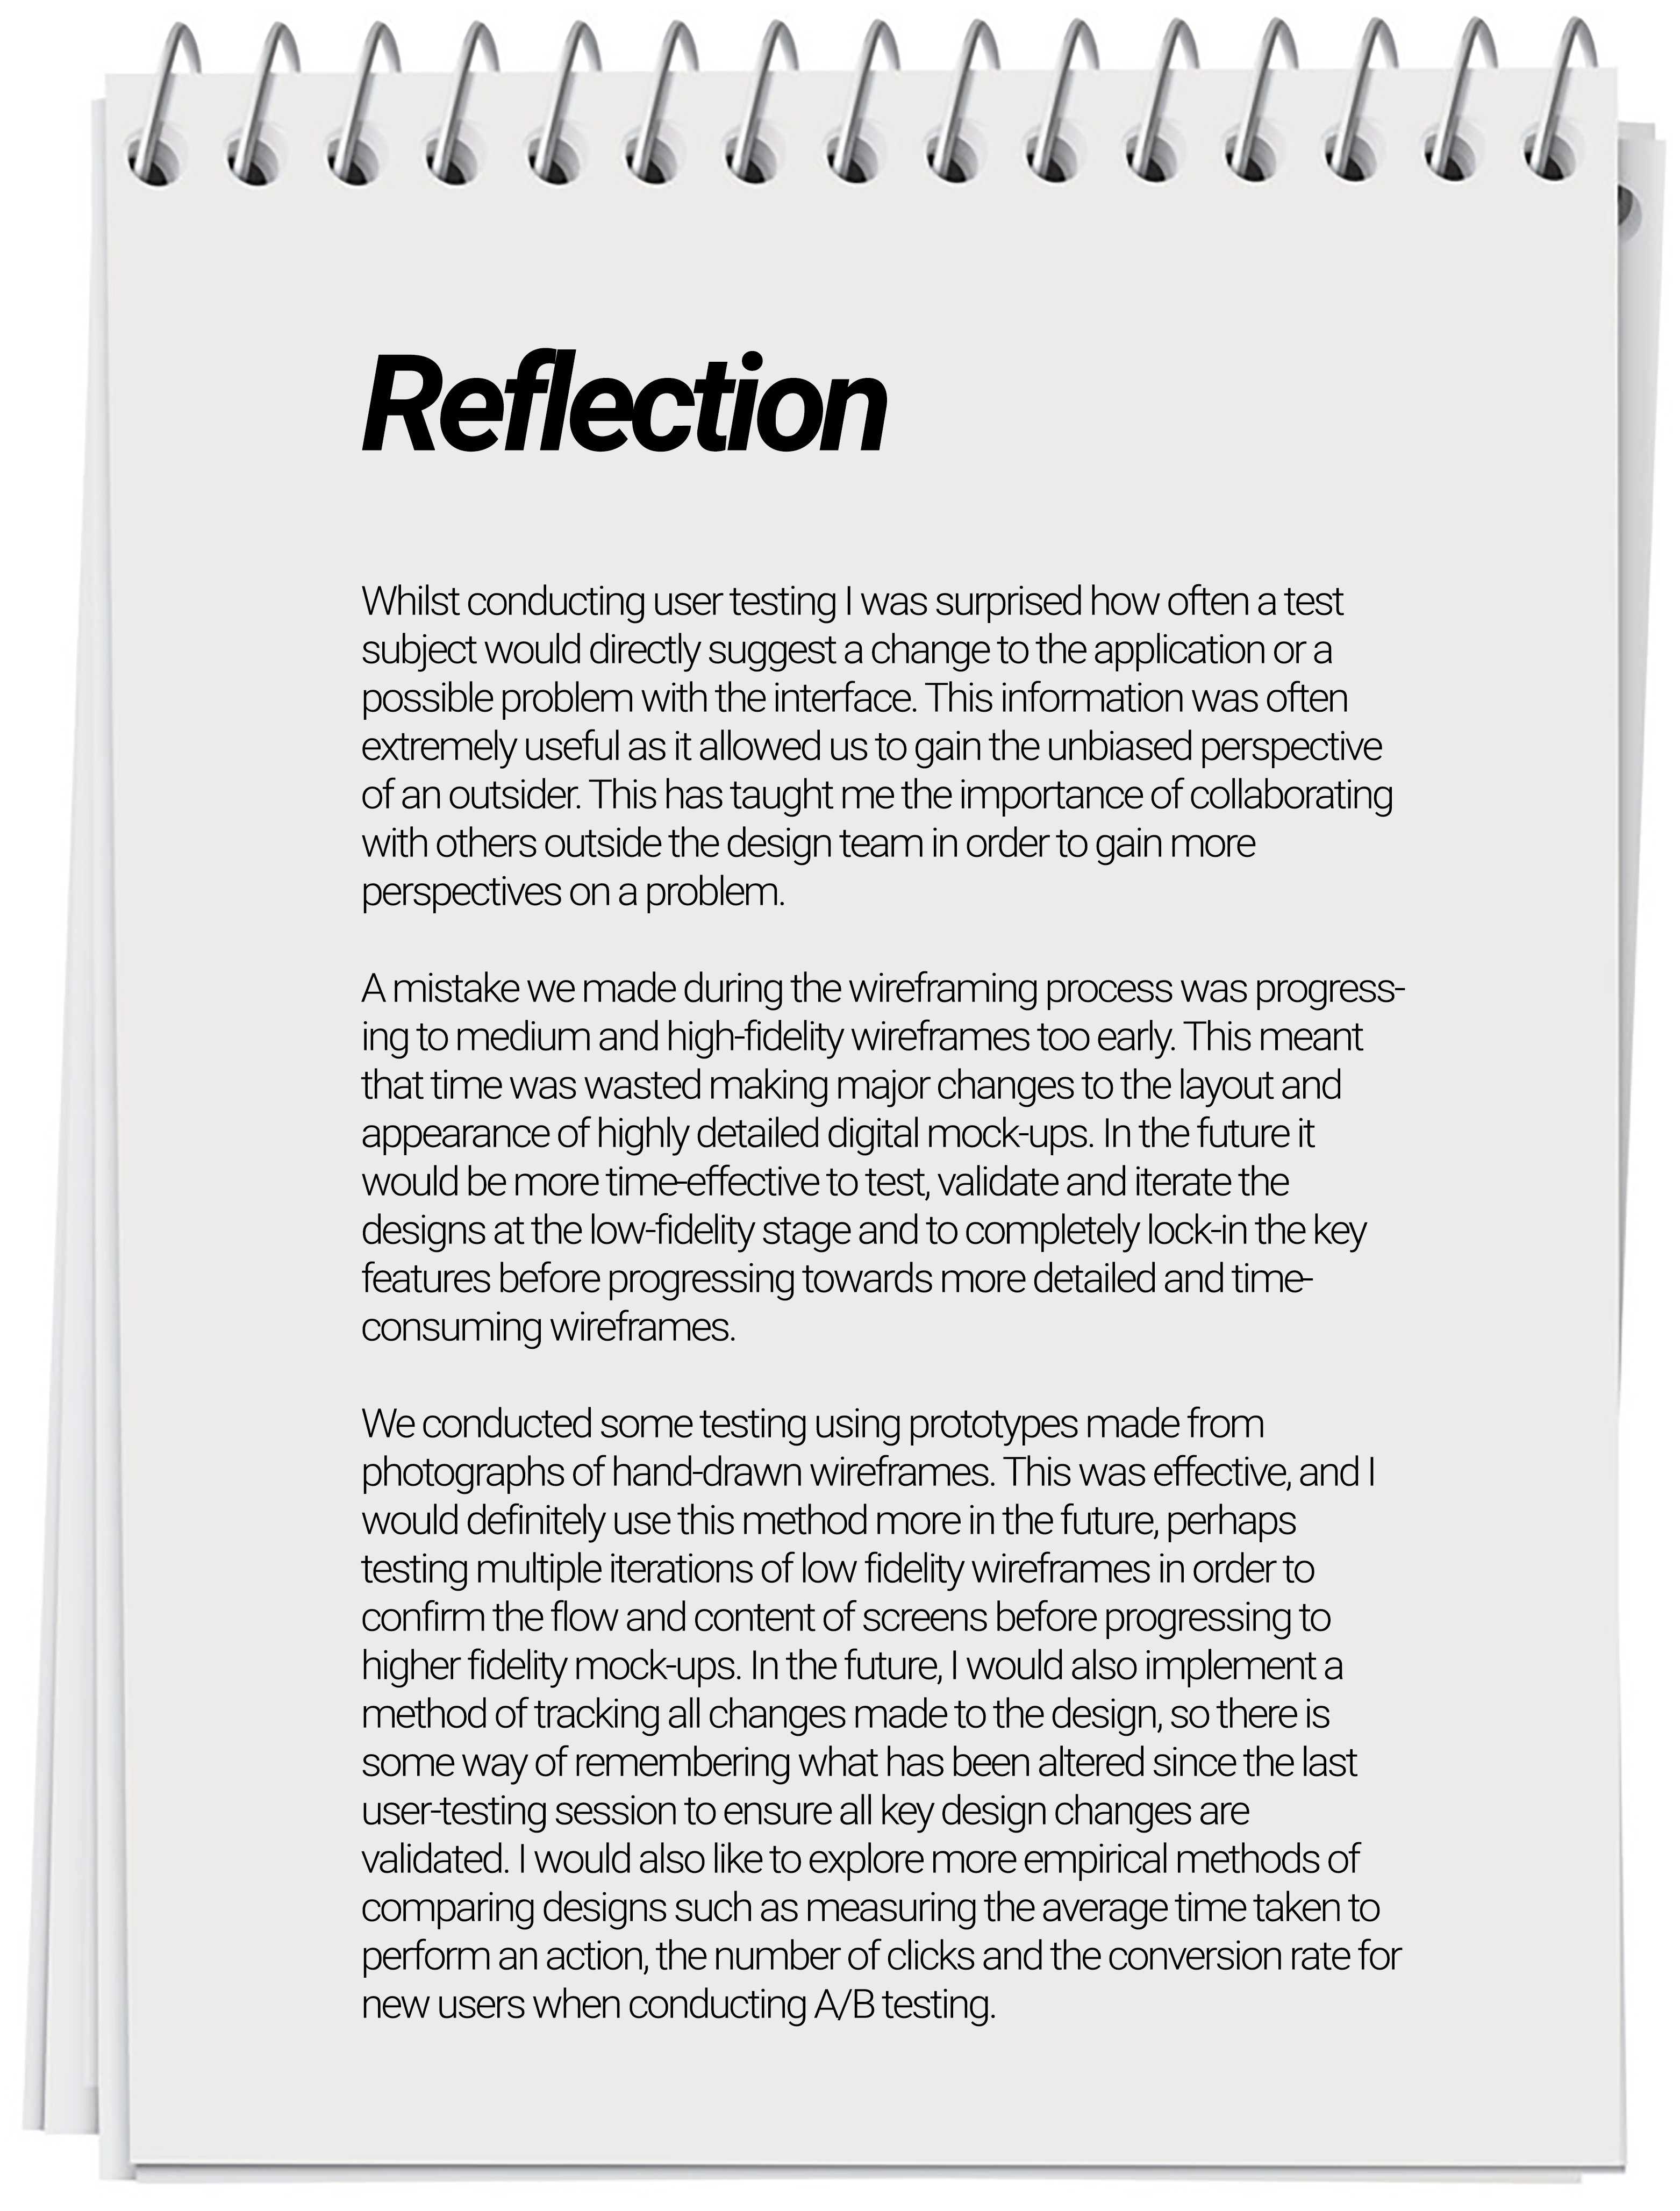 Reflection
Whilst conducting user testing I was surprised how often a test
subject would directly suggest a change to the application or a
possible problem with the interface. This information was often
extremely useful as it allowed us to gain the unbiased perspective
of an outsider. This has taught me the importance of collaborating
with others outside the design team in order to gain more
perspectives on a problem.
A mistake we made during the wireframing process was progress-
ing to medium and high-fidelity wireframes too early. This meant
that time was wasted making major changes to the layout and
appearance of highly detailed digital mock-ups. In the future it
would be more time-effective to test, validate and iterate the
designs at the low-fidelity stage and to completely lock-in the key
features before progressing towards more detailed and time-
consuming wireframes.
We conducted some testing using prototypes made from
photographs of hand-drawn wireframes. This was effective, and I
would definitely use this method more in the future, perhaps
testing multiple iterations of low fidelity wireframes in order to
confirm the flow and content of screens before progressing to
higher fidelity mock-ups. In the future, I would also implement a
method of tracking all changes made to the design, so there is
some way of remembering what has been altered since the last
user-testing session to ensure all key design changes are
validated. I would also like to explore more empirical methods of
comparing designs such as measuring the average time taken to
perform an action, the number of clicks and the conversion rate for
new users when conducting A/B testing.